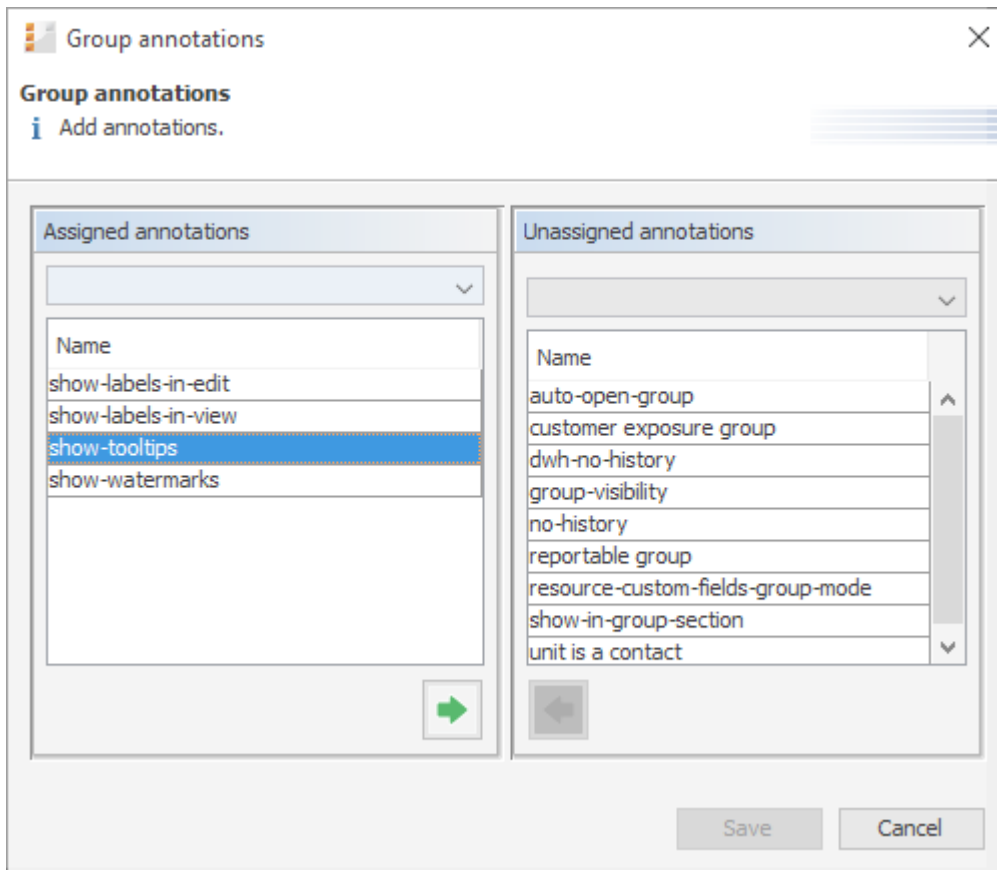 Group annotations
Group annotations
Add annotations.
Assigned annotations
Name
show-labels-in-edit
show-labels-in-view
show-tooltips
show-watermarks
Unassigned annotations
Name
auto-open-group
customer exposure group
dwh-no-history
group-visibility
no-history
reportable group
resource-custom-fields-group-mode
show-in-group-section
unit is a contact
Save
Cancel